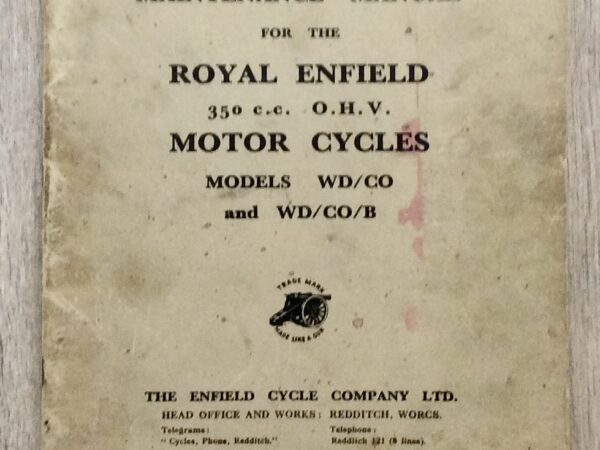 MAINTENANCE MANUAL
FOR THE
ROYAL ENFIELD
350 c.c. O.H.V.
MOTOR CYCLES
MODELS WD/CO
and WD/CO/B
TRADE MARK
MADE LIKE A GUN
THE ENFIELD CYCLE COMPANY LTD.
HEAD OFFICE AND WORKS: REDDITCH, WORCS.
Telegrams: Telephone:
"Cycles, Phone, Redditch." Redditch 121 (8 lines).